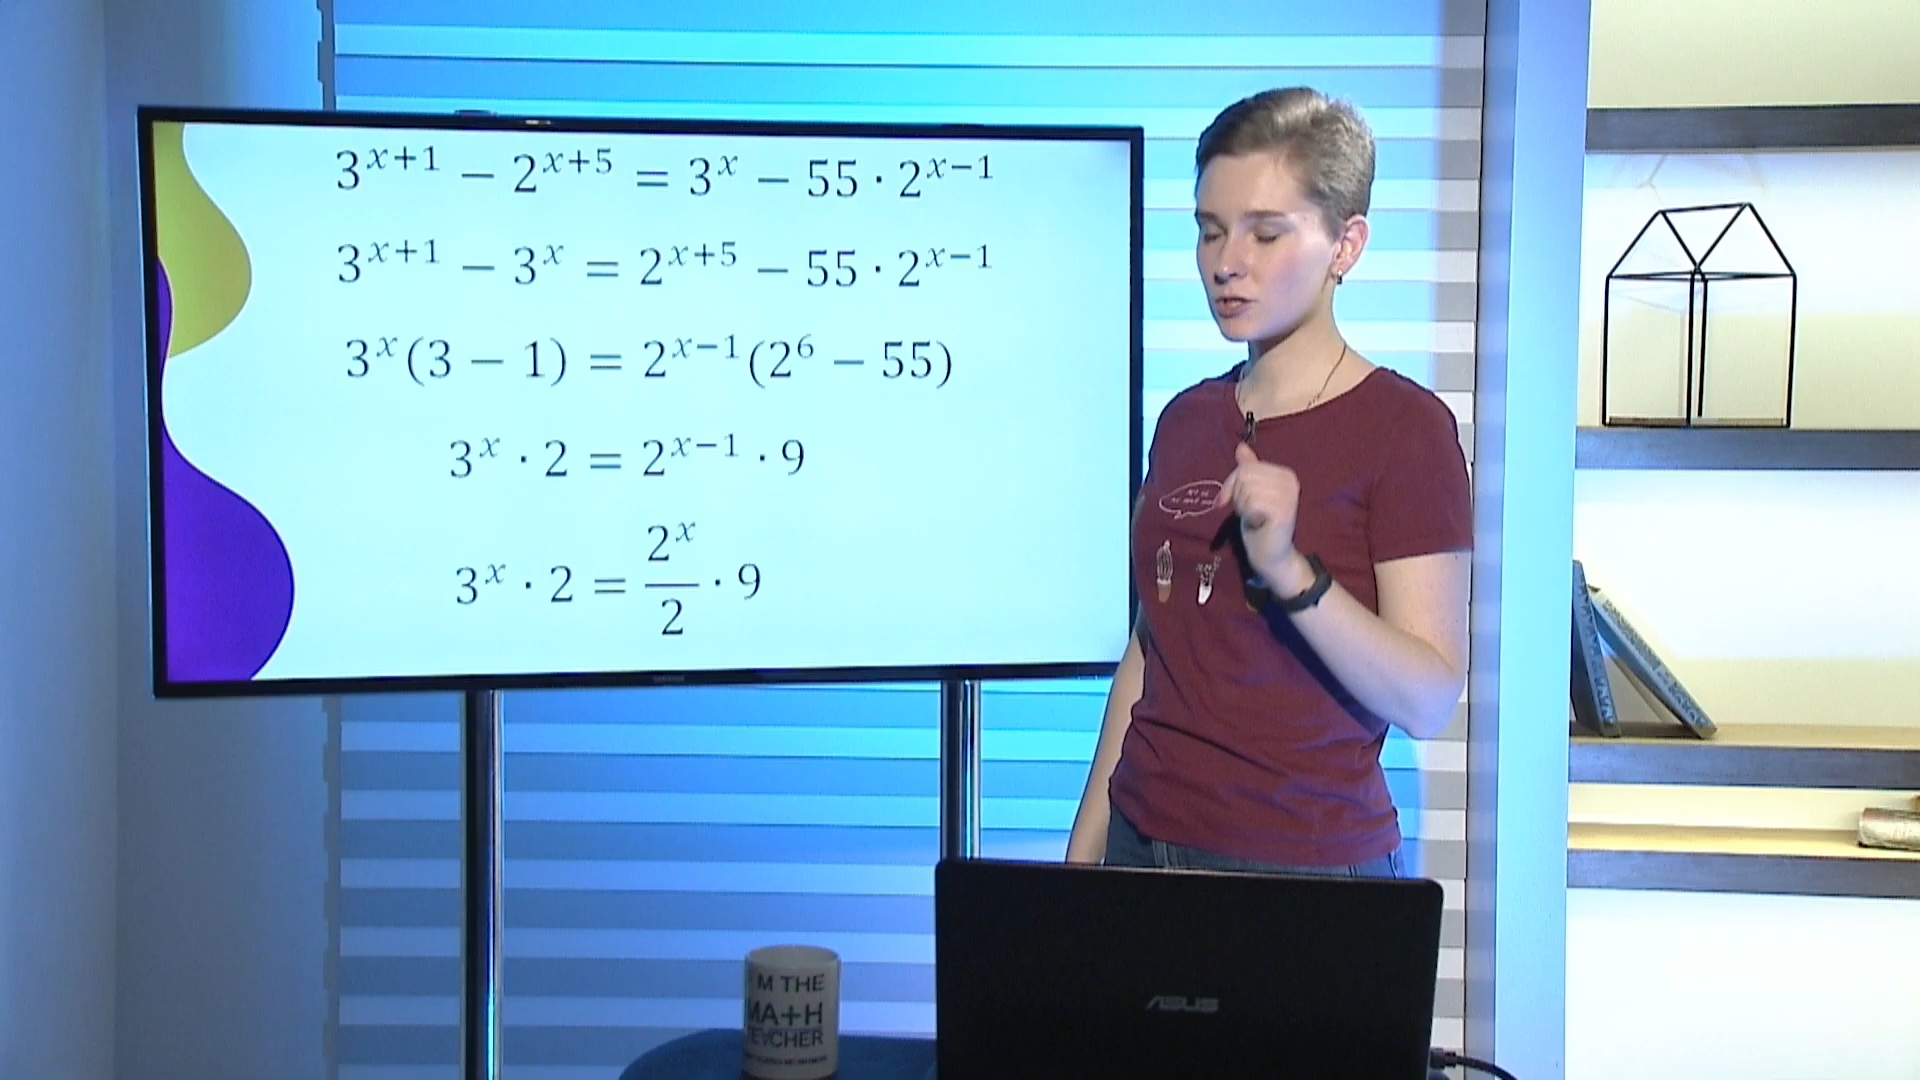 3^{x+1} − 2^{x+5} = 3^x − 55 · 2^{x−1}
3^{x+1} − 3^x = 2^{x+5} − 55 · 2^{x−1}
3^x(3 − 1) = 2^{x−1}(2^6 − 55)
3^x · 2 = 2^{x−1} · 9
3^x · 2 = \frac{2^x}{2} · 9
M THE
MA+H
TEACHER
ASUS